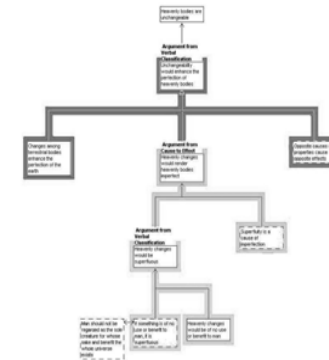 Heavenly bodies are
unchangeable
Argument from
Verbal
Classification
Unchangeability
would enhance the
perfection of
heavenly bodies
Changes among
terrestrial bodies
enhance the
perfection of the
earth
Argument from
Cause to Effect
Heavenly changes
would render
heavenly bodies
imperfect
Opposite causes
properties cause
opposite effects
Argument from
Verbal
Classification
Heavenly changes
would be
superfluous
Superfluity is a
cause of
imperfection
Man should not be
regarded as the sole
creature for whose
sake and benefit the
whole universe
exists
If something is of no
use or benefit to
man, it is
superfluous
Heavenly changes
would be of no use
or benefit to man